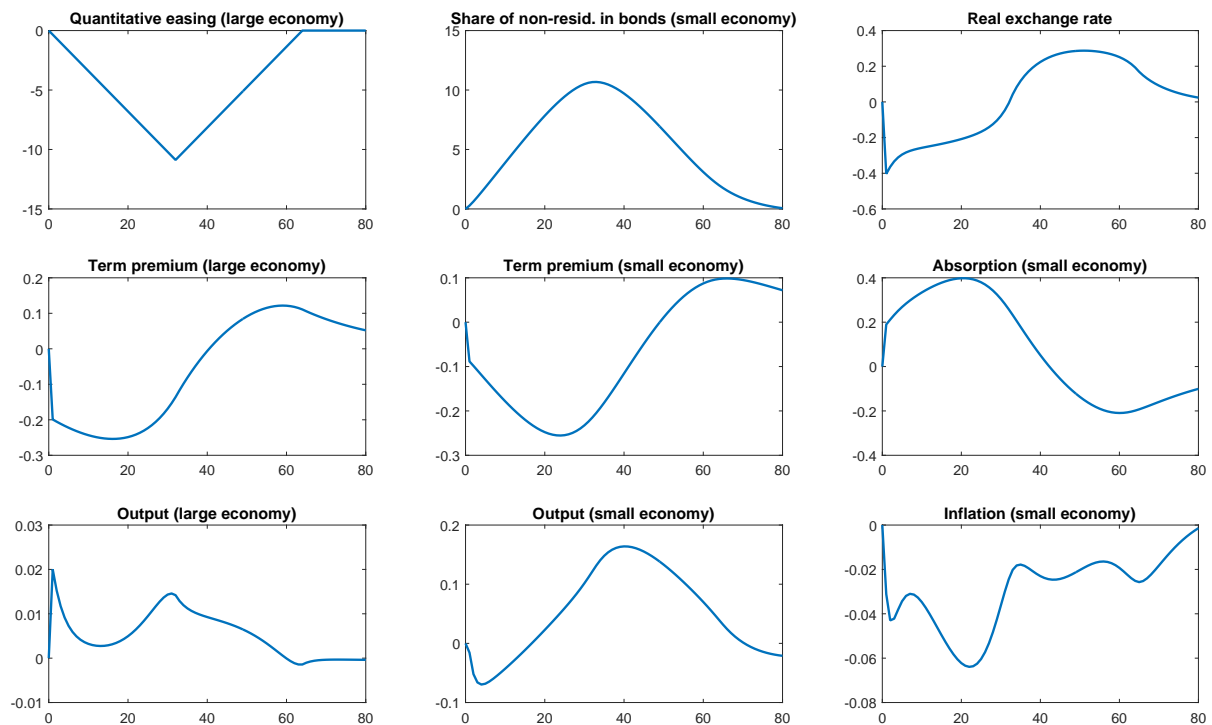 Quantitative easing (large economy)
0
-5
-10
-15
0 20 40 60 80
Share of non-resid. in bonds (small economy)
15
10
5
0
0 20 40 60 80
Real exchange rate
0.4
0.2
0
-0.2
-0.4
-0.6
0 20 40 60 80
Term premium (large economy)
0.2
0.1
0
-0.1
-0.2
-0.3
0 20 40 60 80
Term premium (small economy)
0.1
0
-0.1
-0.2
-0.3
0 20 40 60 80
Absorption (small economy)
0.4
0.2
0
-0.2
-0.4
0 20 40 60 80
Output (large economy)
0.03
0.02
0.01
0
-0.01
0 20 40 60 80
Output (small economy)
0.2
0.1
0
-0.1
0 20 40 60 80
Inflation (small economy)
0
-0.02
-0.04
-0.06
-0.08
0 20 40 60 80